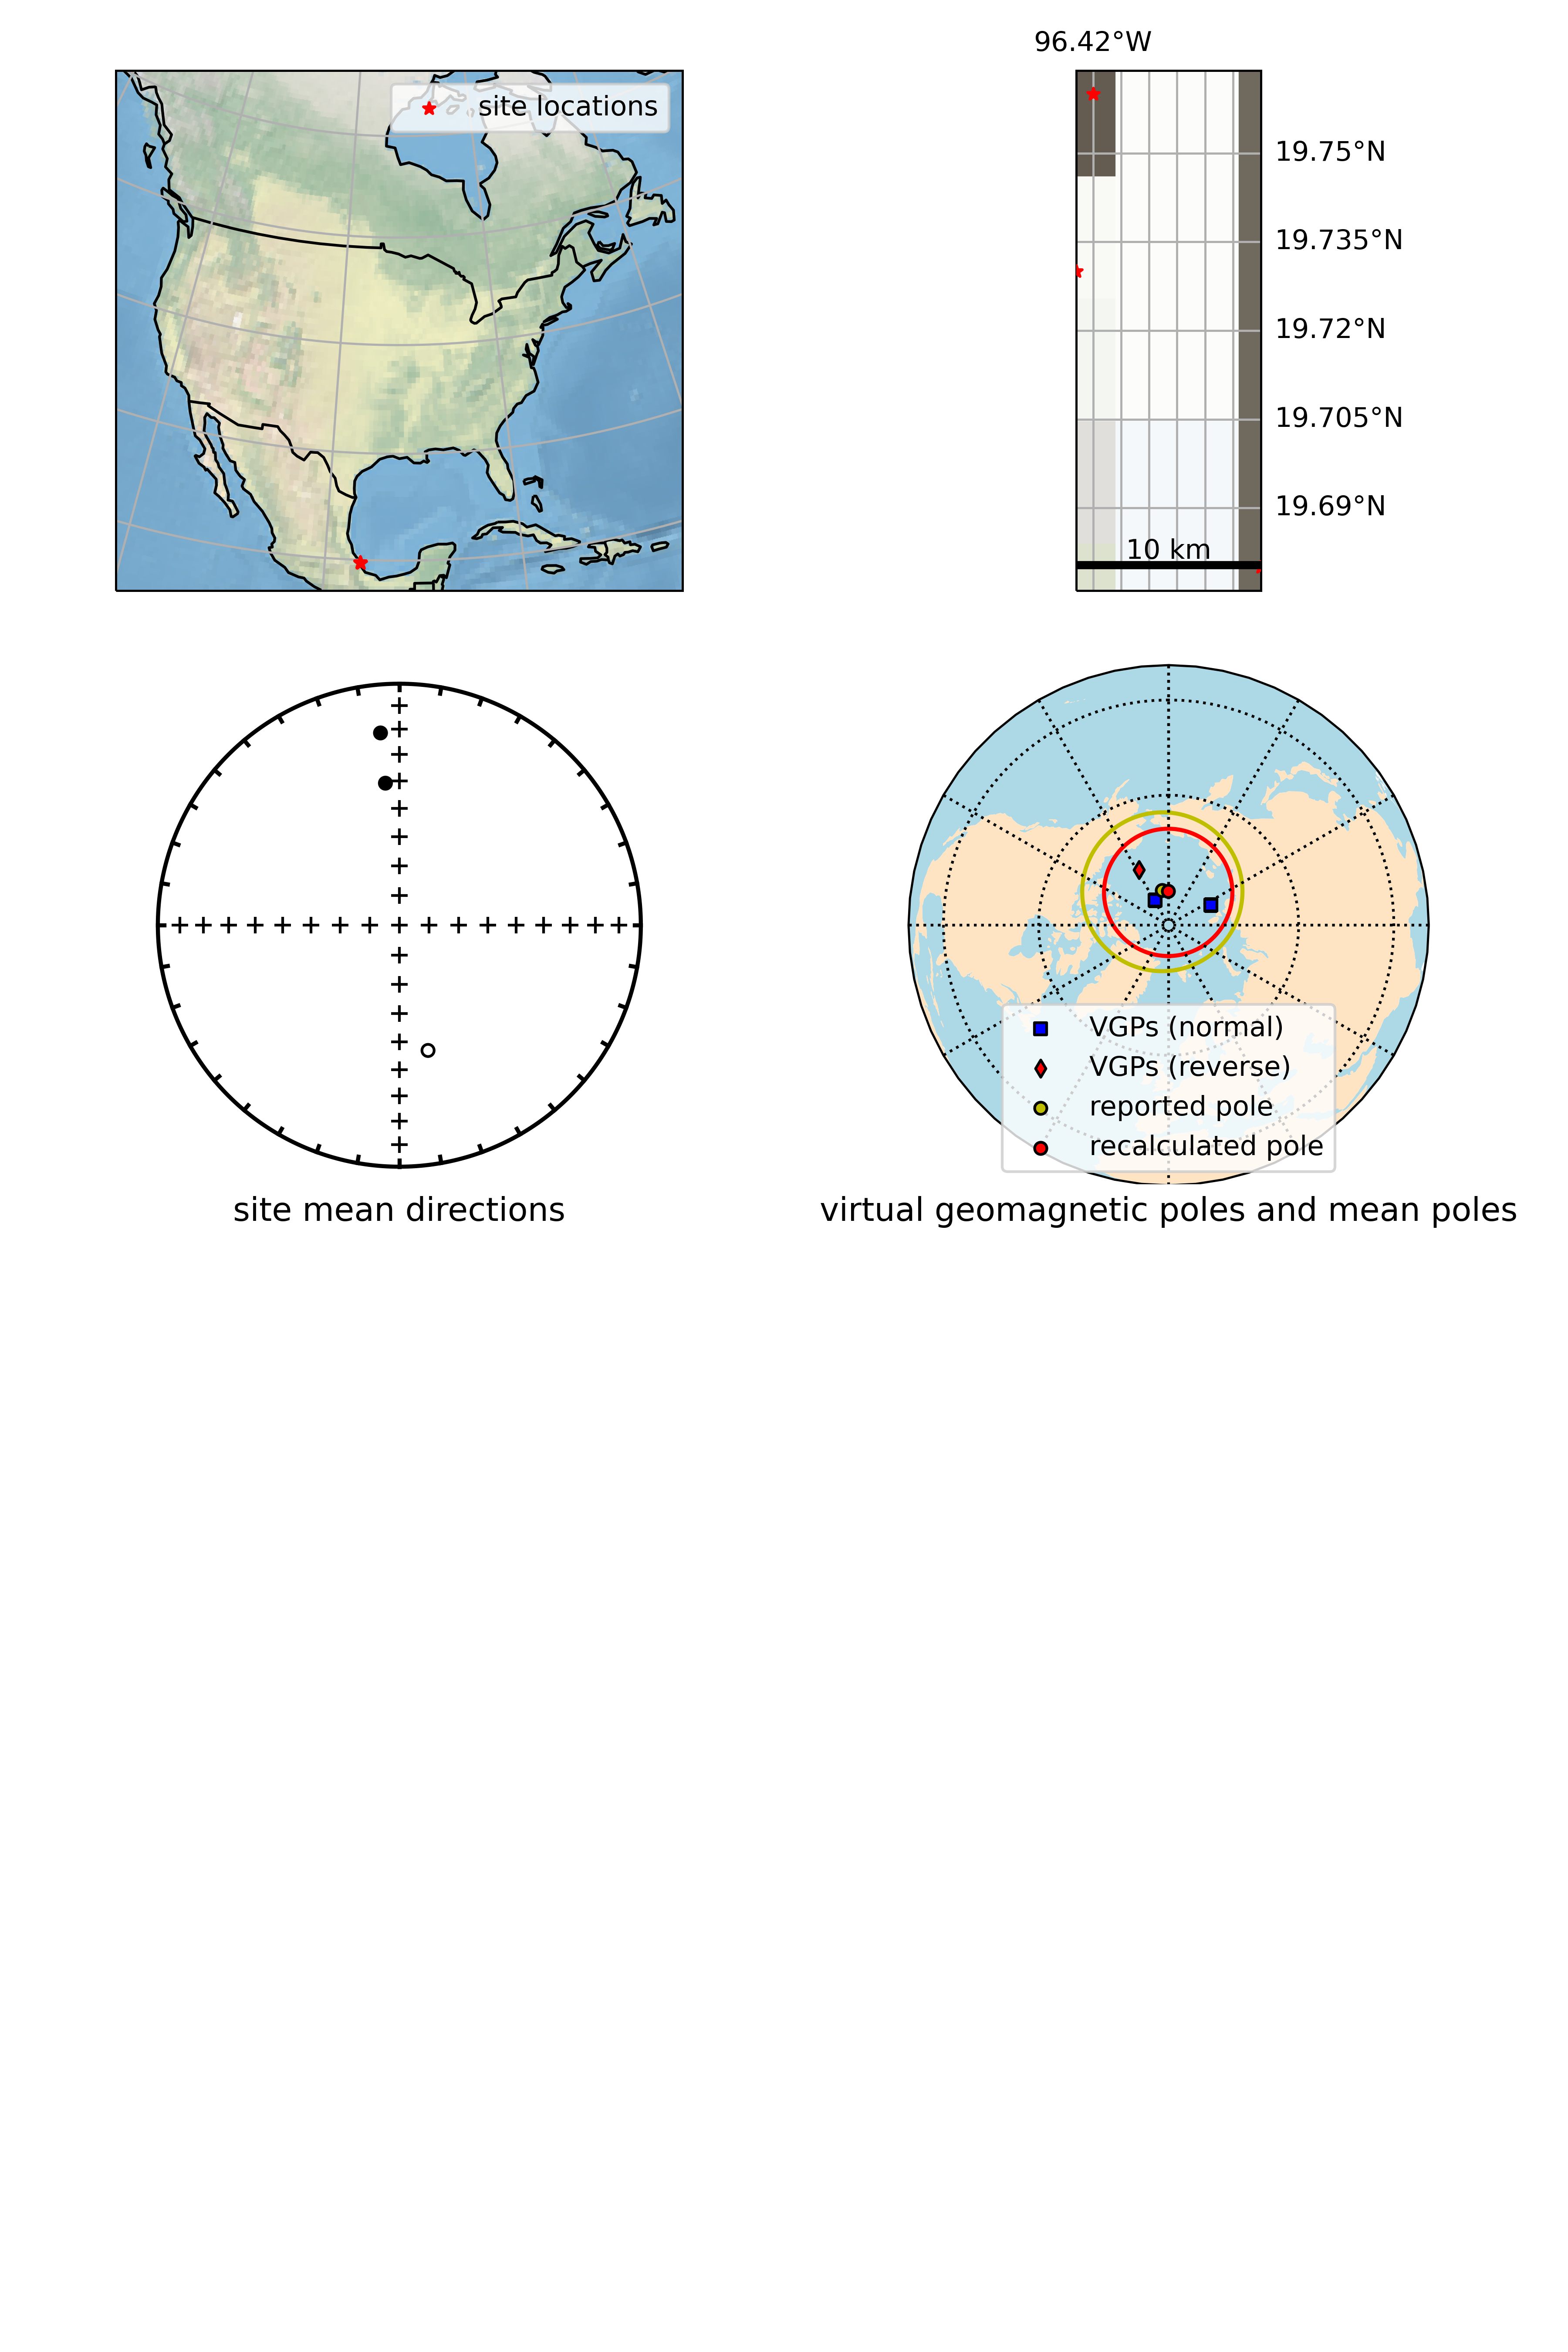 96.42°W
site locations
19.75°N
19.735°N
19.72°N
19.705°N
19.69°N
10 km
VGPs (normal)
VGPs (reverse)
reported pole
recalculated pole
site mean directions
virtual geomagnetic poles and mean poles